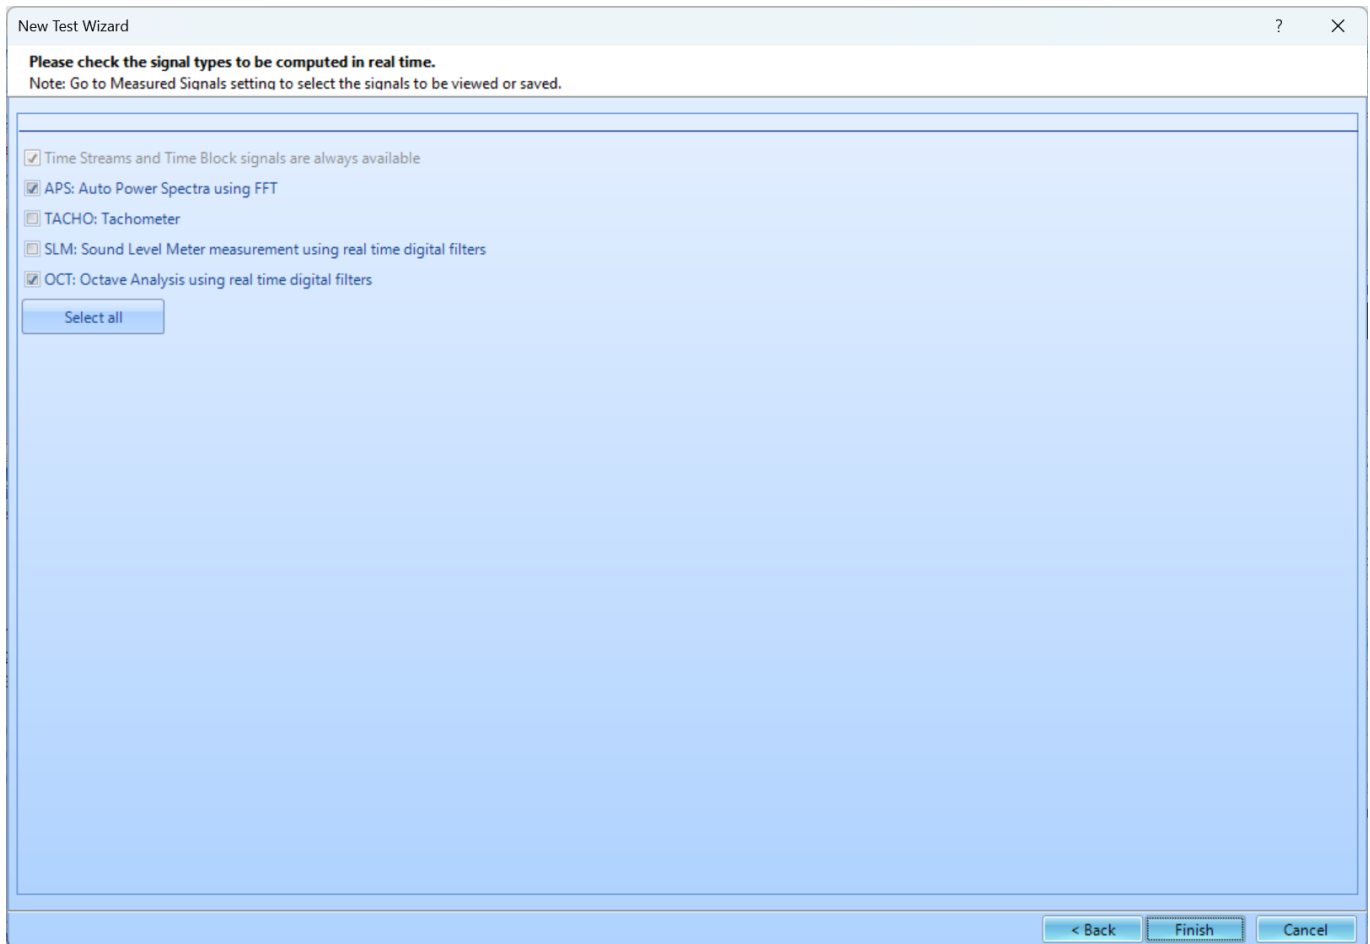 New Test Wizard ?
Please check the signal types to be computed in real time.
Note: Go to Measured Signals setting to select the signals to be viewed or saved.
Time Streams and Time Block signals are always available
APS: Auto Power Spectra using FFT
TACHO: Tachometer
SLM: Sound Level Meter measurement using real time digital filters
OCT: Octave Analysis using real time digital filters
Select all
< Back Finish Cancel